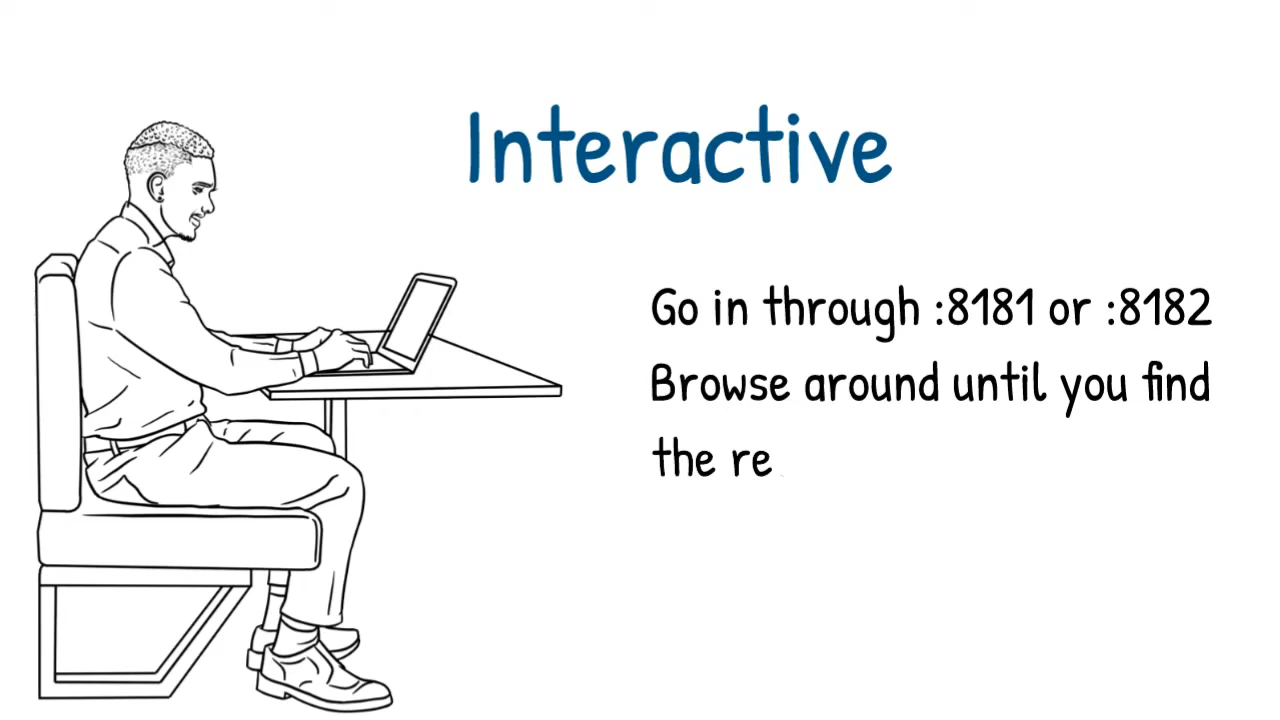 Interactive
Go in through :8181 or :8182
Browse around until you find
the re